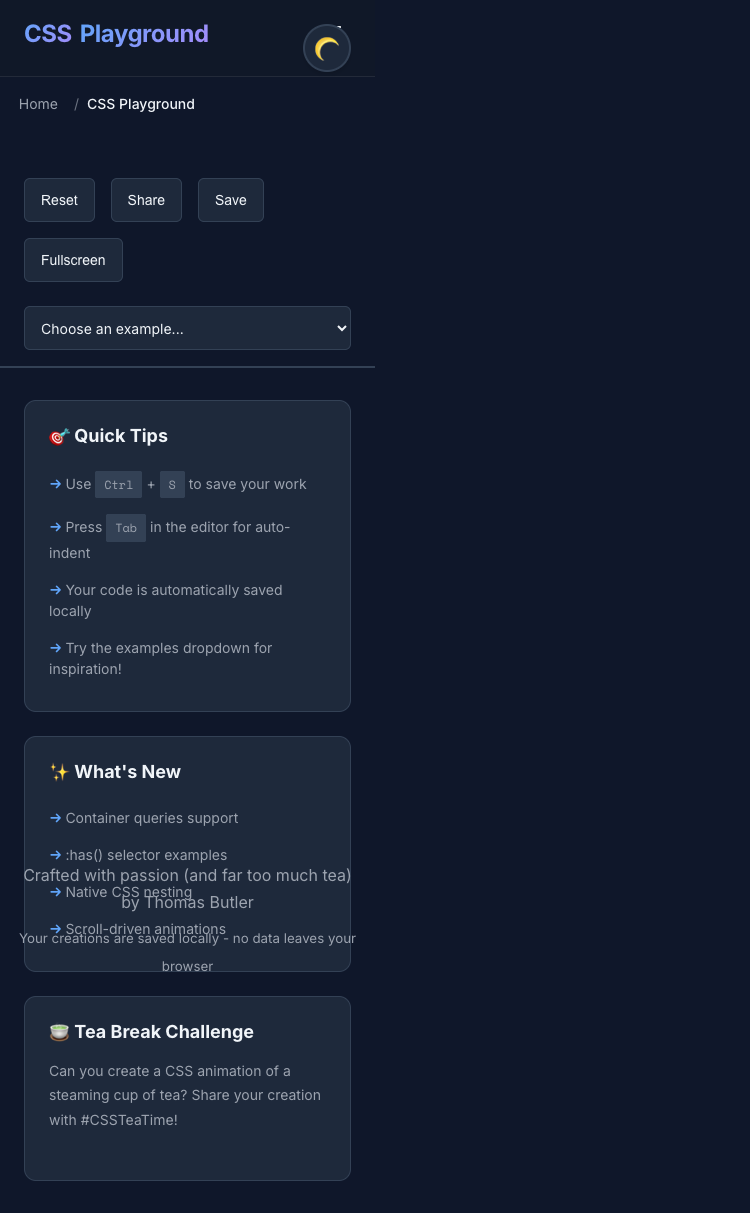 CSS Playground
Home / CSS Playground
Reset Share Save
Fullscreen
Choose an example...
🎯 Quick Tips
→ Use Ctrl + S to save your work
→ Press Tab in the editor for auto-
indent
→ Your code is automatically saved
locally
→ Try the examples dropdown for
inspiration!
✨ What's New
→ Container queries support
→ :has() selector examples
Crafted with passion (and far too much tea)
→ Native CSS nesting
by Thomas Butler
→ Scroll-driven animations
Your creations are saved locally - no data leaves your
browser
🍵 Tea Break Challenge
Can you create a CSS animation of a
steaming cup of tea? Share your creation
with #CSSTeaTime!